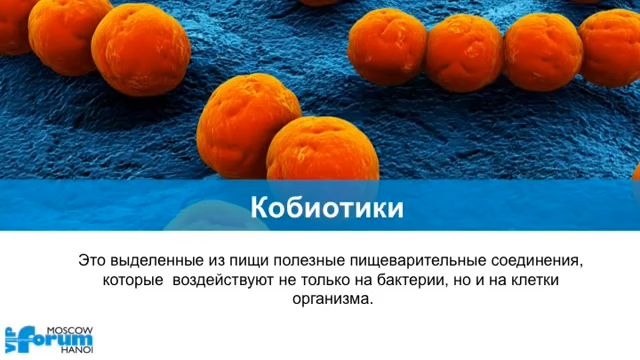 Кобиотики
Это выделенные из пищи полезные пищеварительные соединения,
которые воздействуют не только на бактерии, но и на клетки
организма.
MOSCOW
VIP forum
HANOI